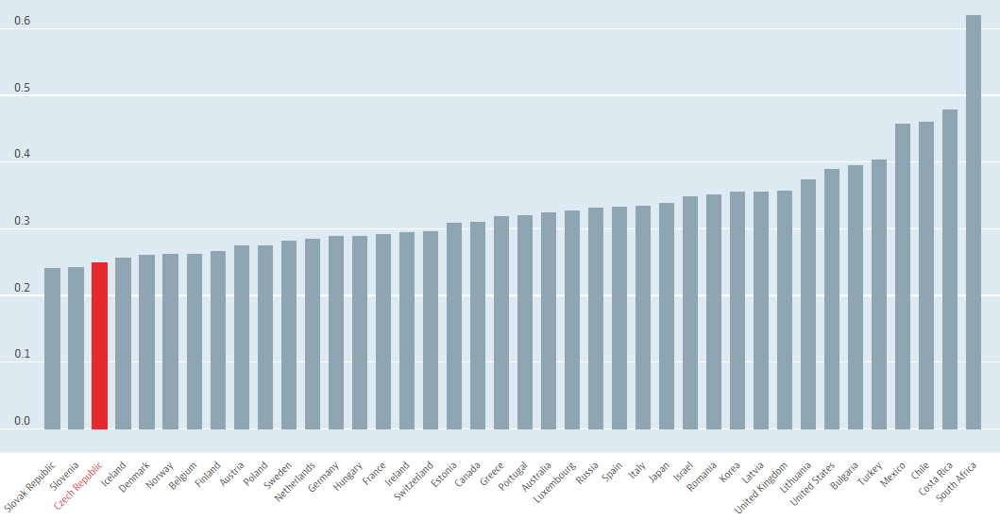 0.6
0.5
0.4
0.3
0.2
0.1
0.0
Slovak Republic
Slovenia
Czech Republic
Iceland
Denmark
Norway
Belgium
Finland
Austria
Poland
Sweden
Netherlands
Germany
Hungary
France
Ireland
Switzerland
Estonia
Canada
Greece
Portugal
Australia
Luxembourg
Russia
Spain
Italy
Japan
Israel
Romania
Korea
Latvia
United Kingdom
Lithuania
United States
Bulgaria
Turkey
Mexico
Chile
Costa Rica
South Africa